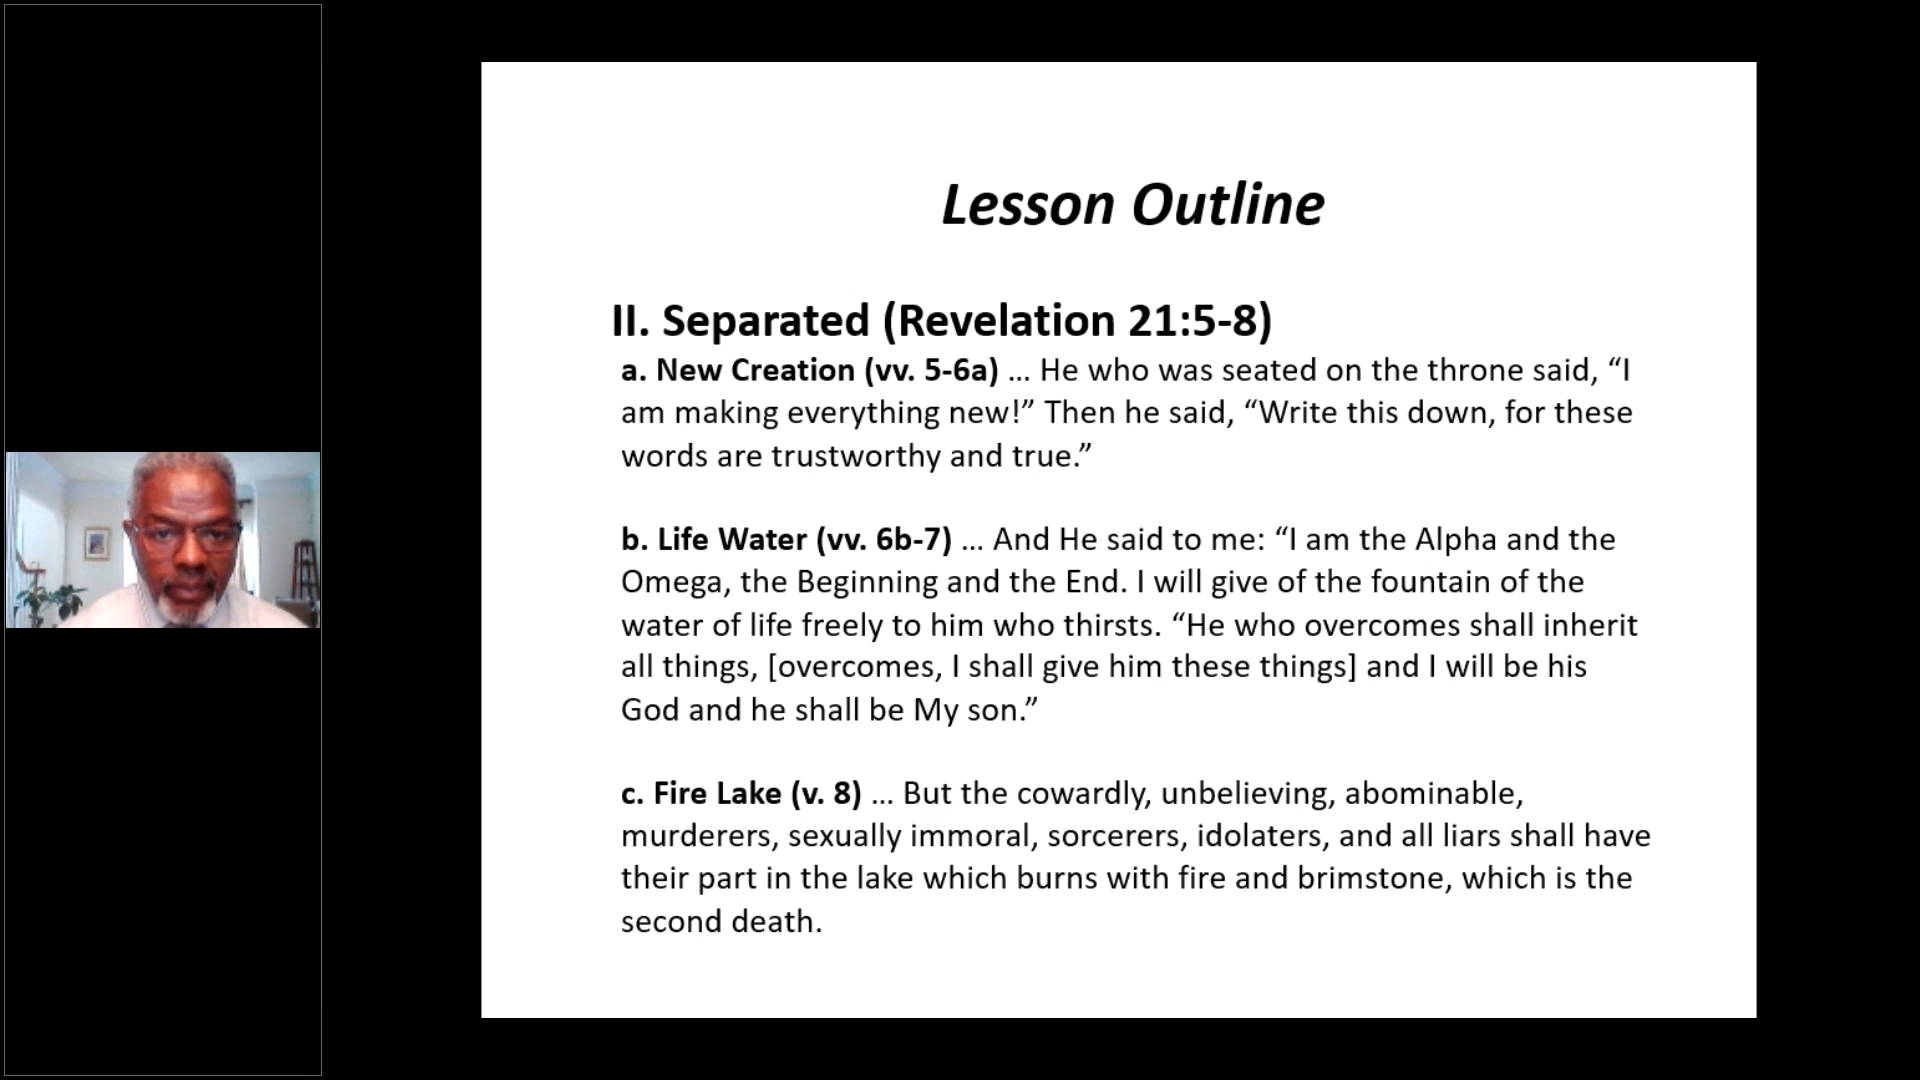 Lesson Outline
II. Separated (Revelation 21:5-8)
a. New Creation (vv. 5-6a) ... He who was seated on the throne said, “I
am making everything new!” Then he said, “Write this down, for these
words are trustworthy and true.”
b. Life Water (vv. 6b-7) ... And He said to me: “I am the Alpha and the
Omega, the Beginning and the End. I will give of the fountain of the
water of life freely to him who thirsts. “He who overcomes shall inherit
all things, [overcomes, I shall give him these things] and I will be his
God and he shall be My son.”
c. Fire Lake (v. 8) ... But the cowardly, unbelieving, abominable,
murderers, sexually immoral, sorcerers, idolaters, and all liars shall have
their part in the lake which burns with fire and brimstone, which is the
second death.